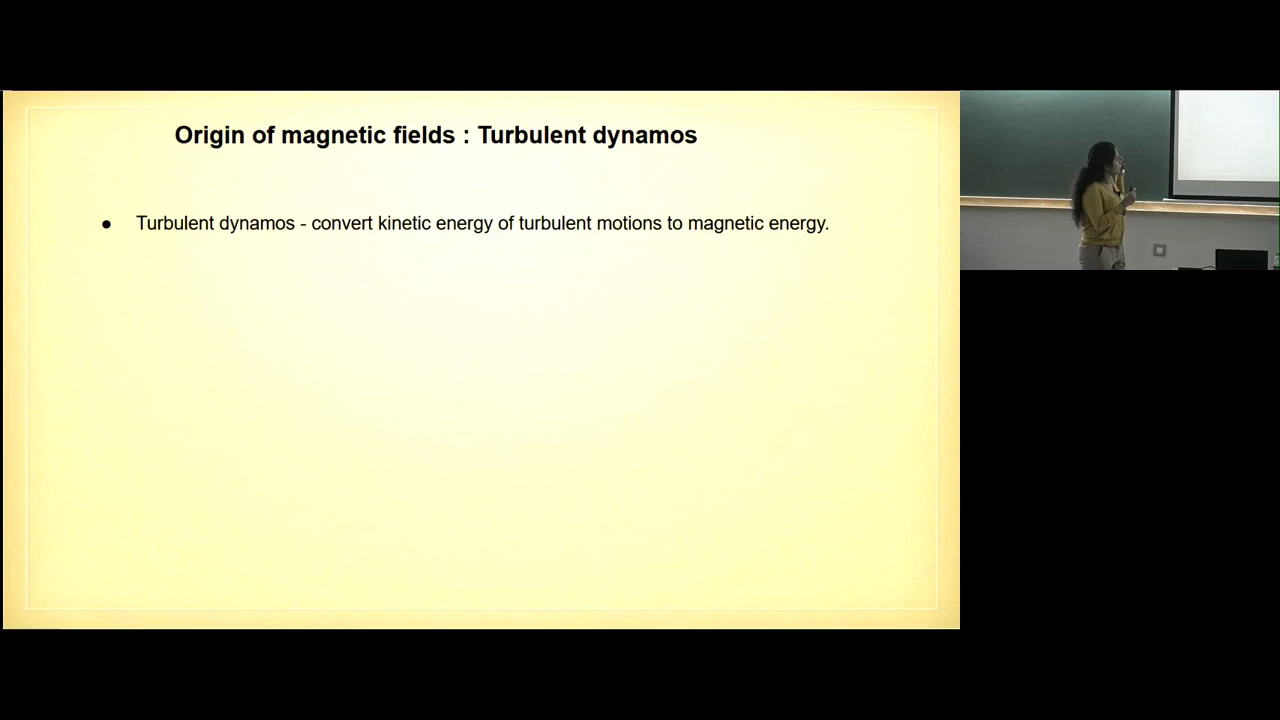 Origin of magnetic fields : Turbulent dynamos
● Turbulent dynamos - convert kinetic energy of turbulent motions to magnetic energy.